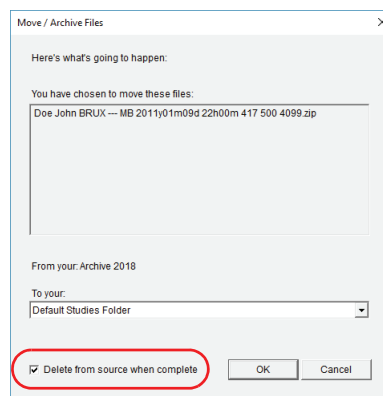 Move / Archive Files
Here's what's going to happen:
You have chosen to move these files:
Doe John BRUX --- MB 2011y01m09d 22h00m 417 500 4099.zip
From your: Archive 2018
To your:
Default Studies Folder
Delete from source when complete
OK
Cancel